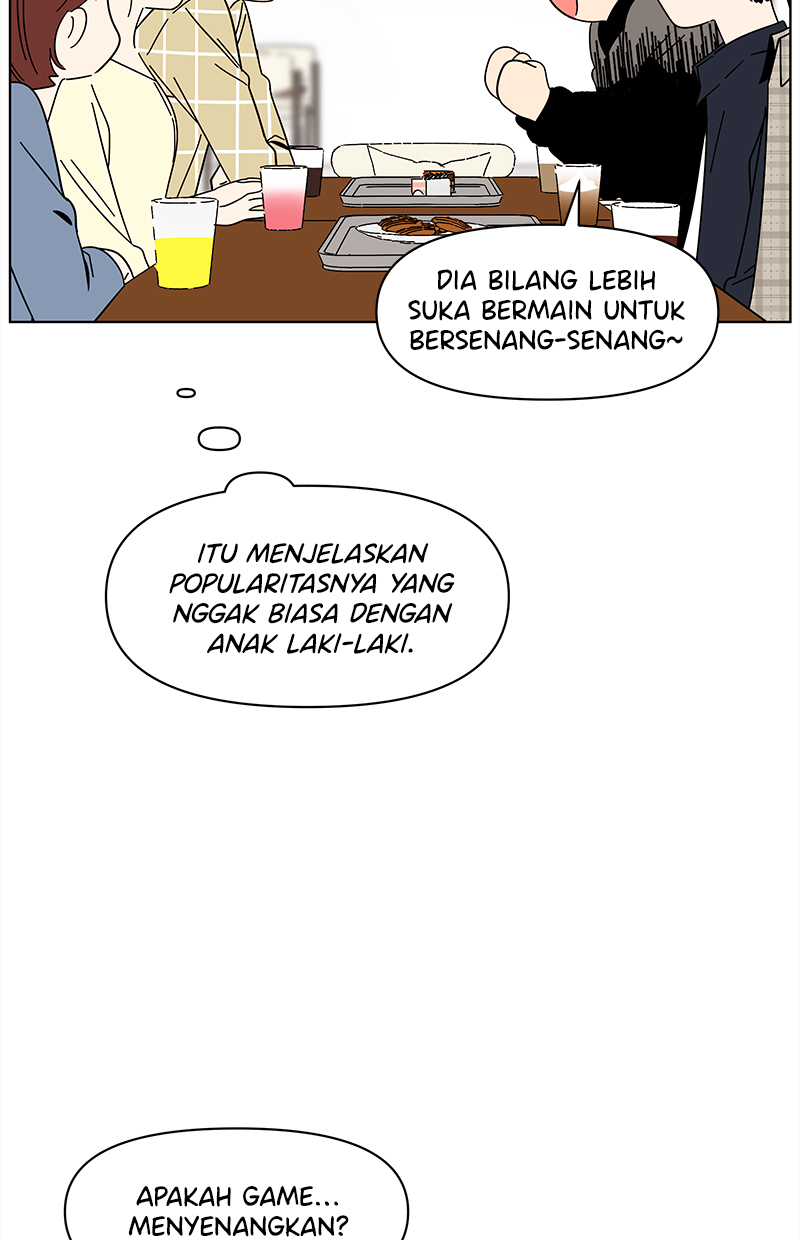 DIA BILANG LEBIH
SUKA BERMAIN UNTUK
BERSENANG-SENANG~
ITU MENJELASKAN
POPULARITASNYA YANG
NGGAK BIASA DENGAN
ANAK LAKI-LAKI.
APAKAH GAME...
MENYENANGKAN?